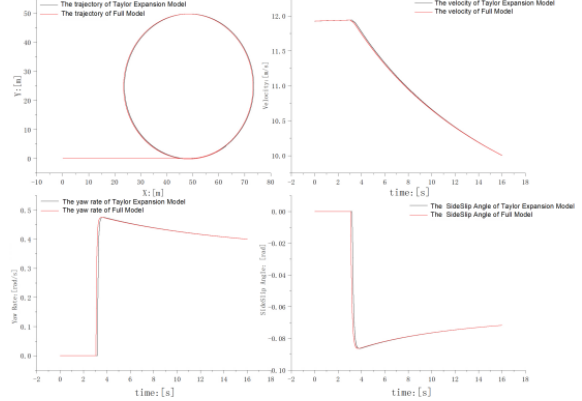 The trajectory of Taylor Expansion Model
The trajectory of Full Model
50
40
30
20
10
0
Y:[m]
-10 0 10 20 30 40 50 60 70 80
X:[m]
The velocity of Taylor Expansion Model
The velocity of Full Model
12.0
11.5
11.0
10.5
10.0
Velocity:[m/s]
-2 0 2 4 6 8 10 12 14 16 18
time:[s]
The yaw rate of Taylor Expansion Model
The yaw rate of Full Model
0.5
0.4
0.3
0.2
0.1
0.0
Yaw Rate:[rad/s]
-2 0 2 4 6 8 10 12 14 16 18
time:[s]
The SideSlip Angle of Taylor Expansion Model
The SideSlip Angle of Full Model
0.00
-0.02
-0.04
-0.06
-0.08
-0.10
SideSlip Angle: [rad]
-2 0 2 4 6 8 10 12 14 16 18
time:[s]